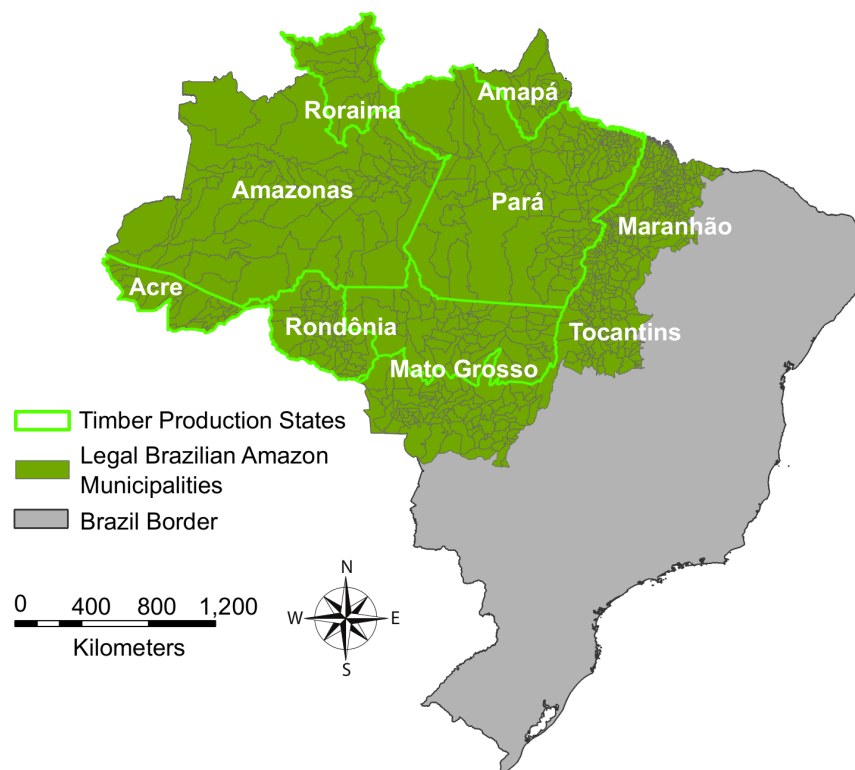 Roraima
Amapá
Amazonas
Pará
Maranhão
Acre
Rondônia
Tocantins
Mato Grosso
Timber Production States
Legal Brazilian Amazon
Municipalities
Brazil Border
0 400 800 1,200
Kilometers
N
W E
S